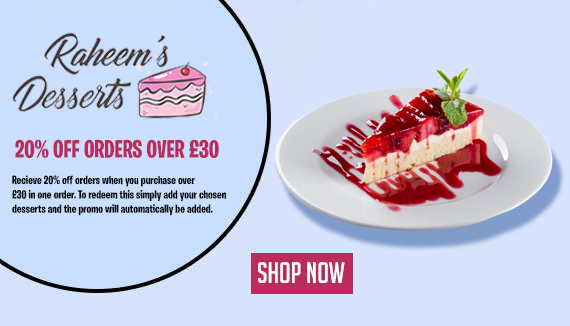 Raheem's
Desserts
20% OFF ORDERS OVER £30
Recieve 20% off orders when you purchase over
£30 in one order. To redeem this simply add your chosen
desserts and the promo will automatically be added.
SHOP NOW